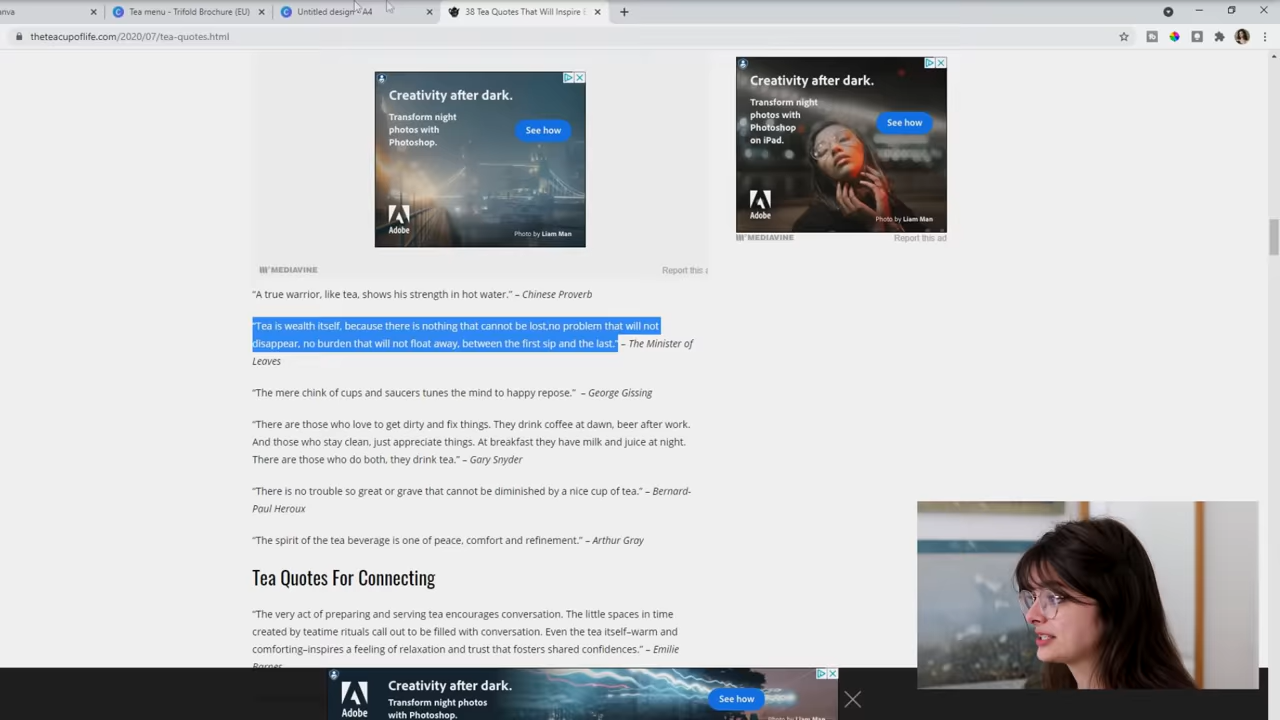 anva
Tea menu - Trifold Brochure (EU)
Untitled design - A4
38 Tea Quotes That Will Inspire
theteacupoflife.com/2020/07/tea-quotes.html
Creativity after dark.
Transform night
photos with
Photoshop.
See how
Adobe
Photo by Liam Man
MEDIAVINE
Report this a
Creativity after dark.
Transform night
photos with
Photoshop
on iPad.
See how
Adobe
Photo by Liam Man
MEDIAVINE
Report this ad
“A true warrior, like tea, shows his strength in hot water.” – Chinese Proverb
“Tea is wealth itself, because there is nothing that cannot be lost,no problem that will not
disappear, no burden that will not float away, between the first sip and the last.” – The Minister of
Leaves
“The mere chink of cups and saucers tunes the mind to happy repose.”  – George Gissing
“There are those who love to get dirty and fix things. They drink coffee at dawn, beer after work.
And those who stay clean, just appreciate things. At breakfast they have milk and juice at night.
There are those who do both, they drink tea.” – Gary Snyder
“There is no trouble so great or grave that cannot be diminished by a nice cup of tea.” – Bernard-
Paul Heroux
“The spirit of the tea beverage is one of peace, comfort and refinement.” – Arthur Gray
Tea Quotes For Connecting
“The very act of preparing and serving tea encourages conversation. The little spaces in time
created by teatime rituals call out to be filled with conversation. Even the tea itself–warm and
comforting–inspires a feeling of relaxation and trust that fosters shared confidences.” – Emilie
Barnes
Creativity after dark.
Transform night photos
with Photoshop.
See how
Adobe